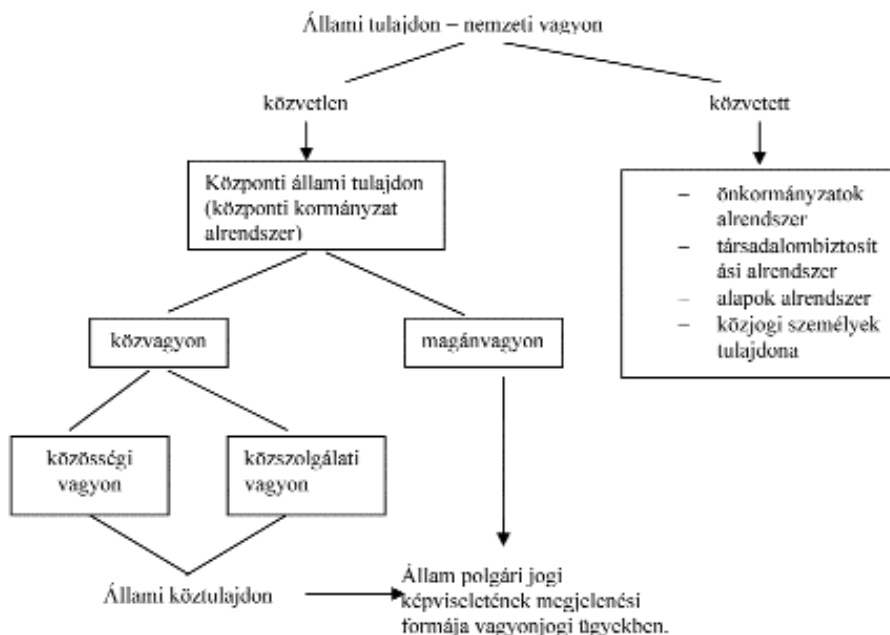 Állami tulajdon – nemzeti vagyon
közvetlen
közvetett
Központi állami tulajdon
(központi kormányzat
alrendszer)
– önkormányzatok
alrendszer
– társadalombiztosít
ási alrendszer
– alapok alrendszer
– közjogi személyek
tulajdona
közvagyon
magánvagyon
közösségi
vagyon
közszolgálati
vagyon
Állami köztulajdon
Állam polgári jogi
képviseletének megjelenési
formája vagyonjogi ügyekben.